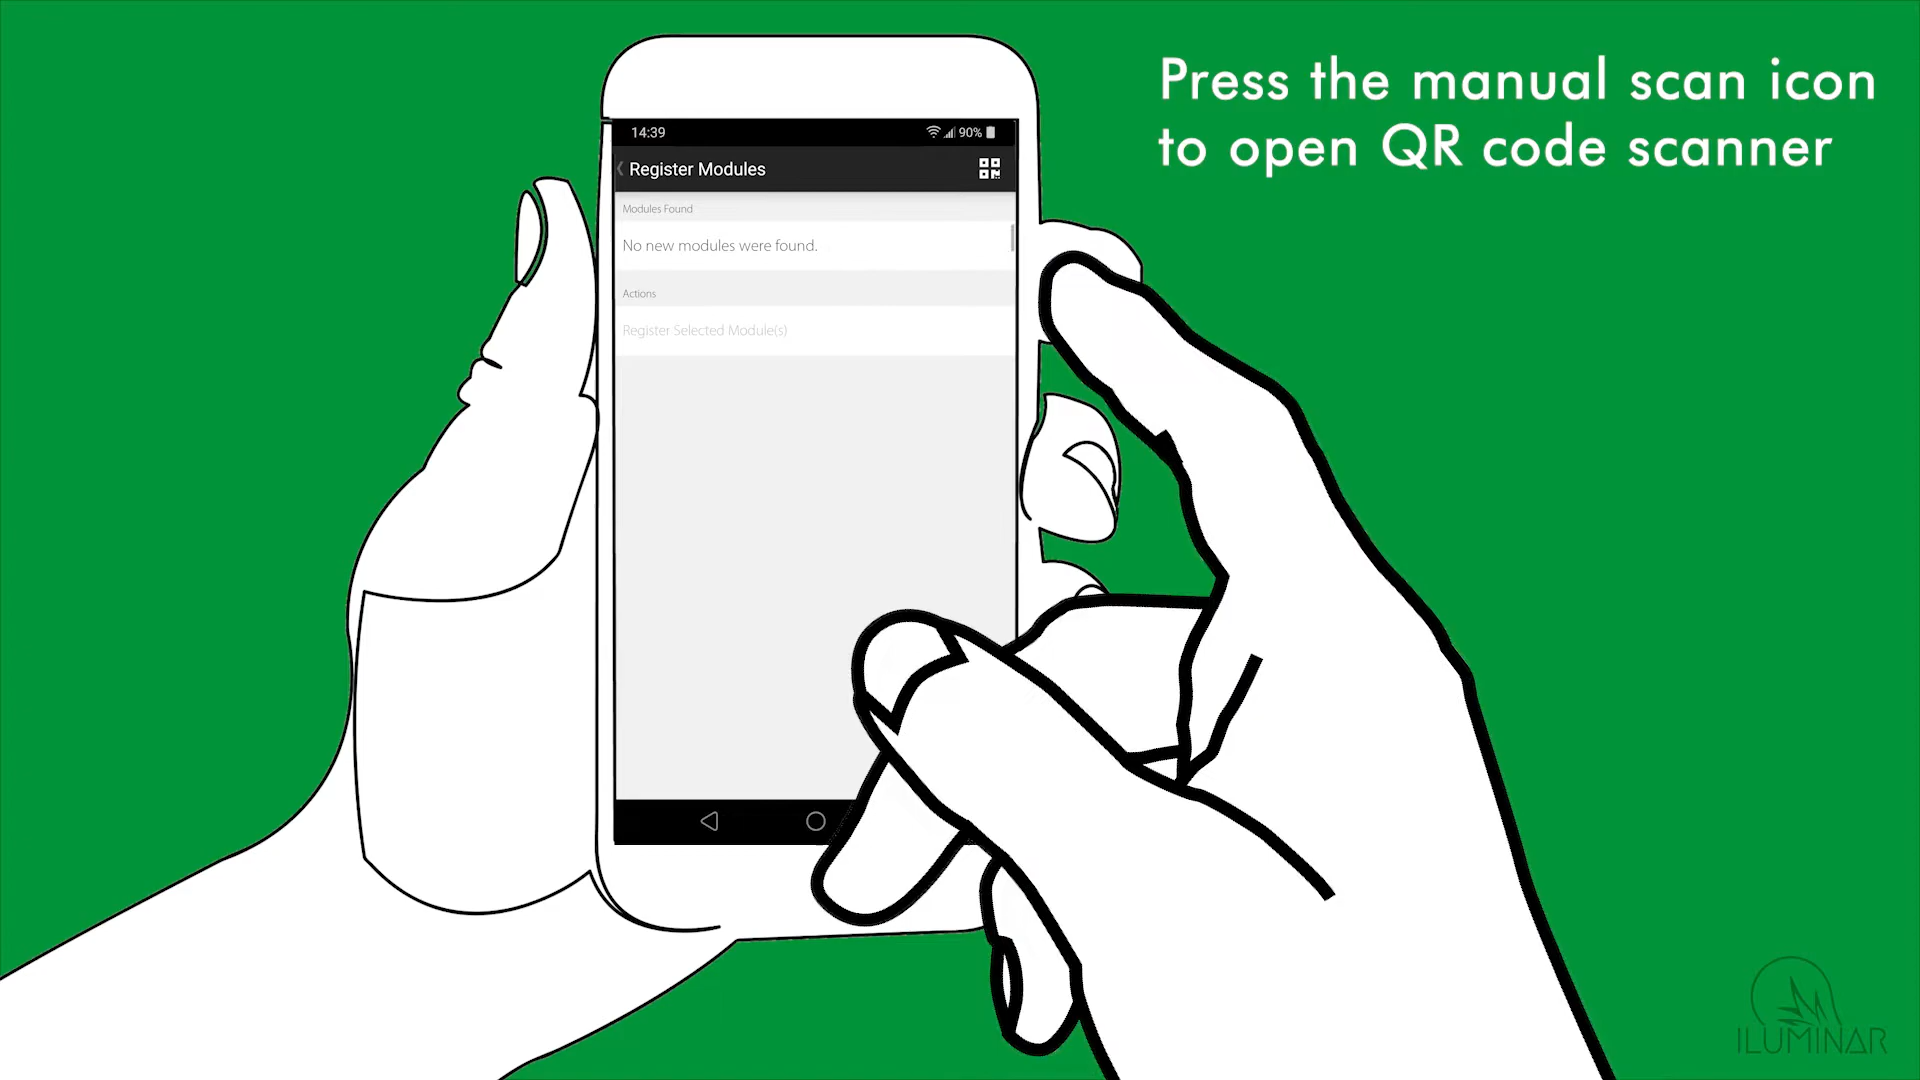 Press the manual scan icon
to open QR code scanner
14:39 90%
Register Modules
Modules Found
No new modules were found.
Actions
Register Selected Module(s)
ILUMINAR